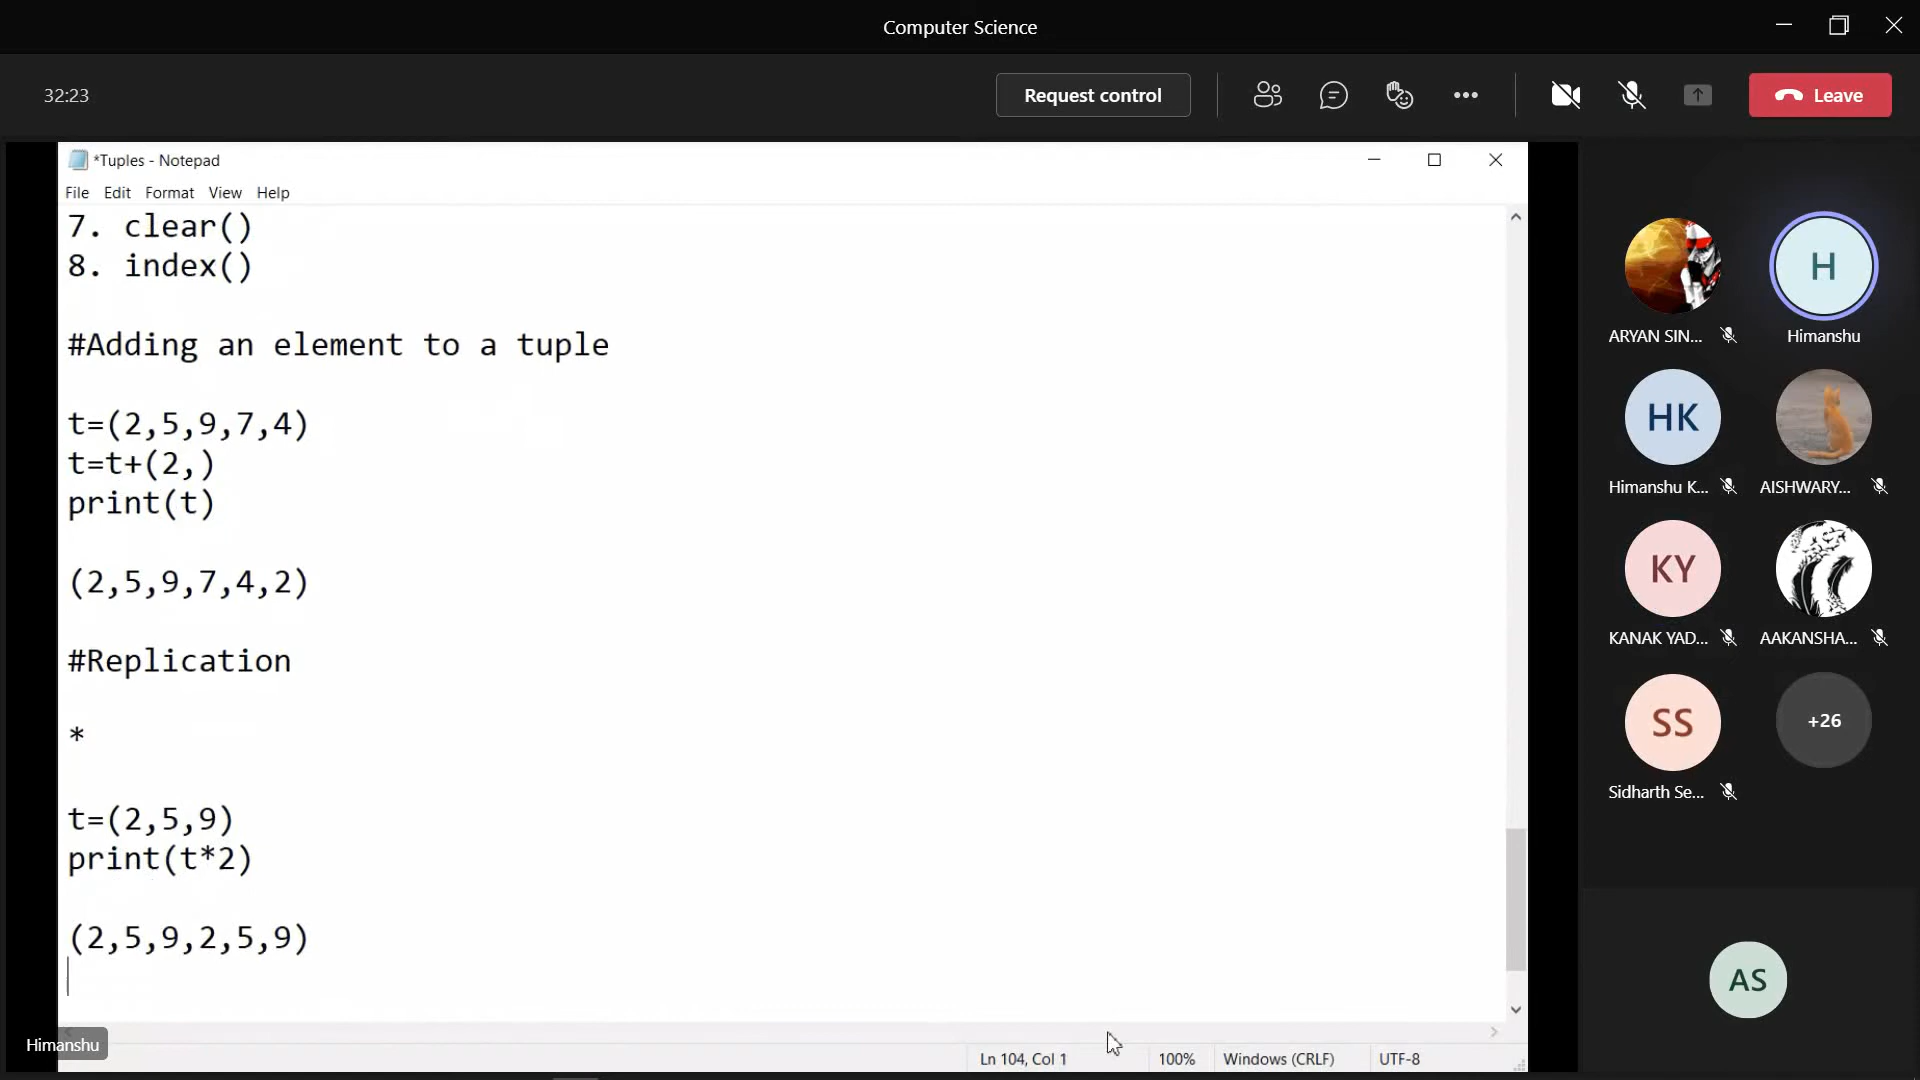 Computer Science
32:23
Request control
Leave
*Tuples - Notepad
File Edit Format View Help
7. clear()
8. index()
#Adding an element to a tuple
t=(2,5,9,7,4)
t=t+(2,)
print(t)
(2,5,9,7,4,2)
#Replication
*
t=(2,5,9)
print(t*2)
(2,5,9,2,5,9)
Himanshu
Ln 104, Col 1
100%
Windows (CRLF)
UTF-8
ARYAN SIN...
H
Himanshu
HK
Himanshu K...
AISHWARY...
KY
KANAK YAD...
AAKANSHA...
SS
Sidharth Se...
+26
AS